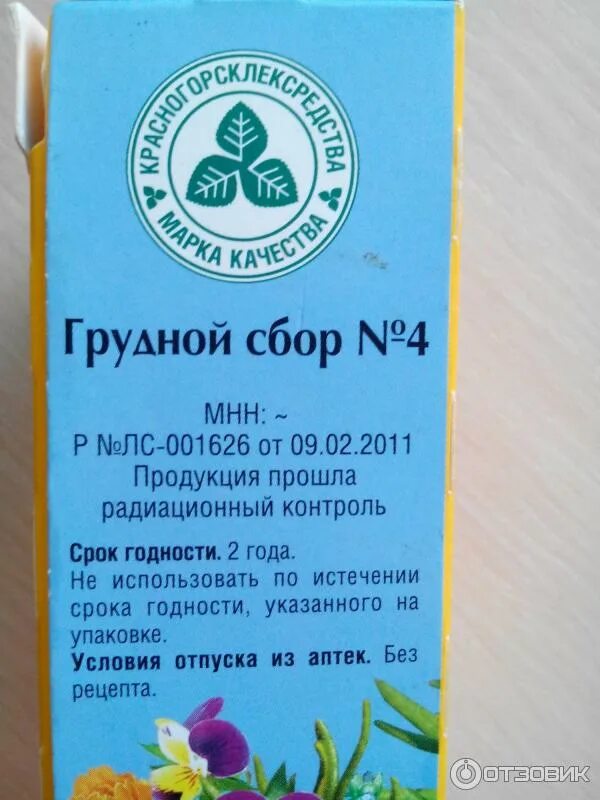 КРАСНОГОРСКЛЕКСРЕДСТВА
МАРКА КАЧЕСТВА
Грудной сбор №4
МНН: ~
Р №ЛС-001626 от 09.02.2011
Продукция прошла
радиационный контроль
Срок годности. 2 года.
Не использовать по истечении
срока годности, указанного на
упаковке.
Условия отпуска из аптек. Без
рецепта.
ОТЗОВИК